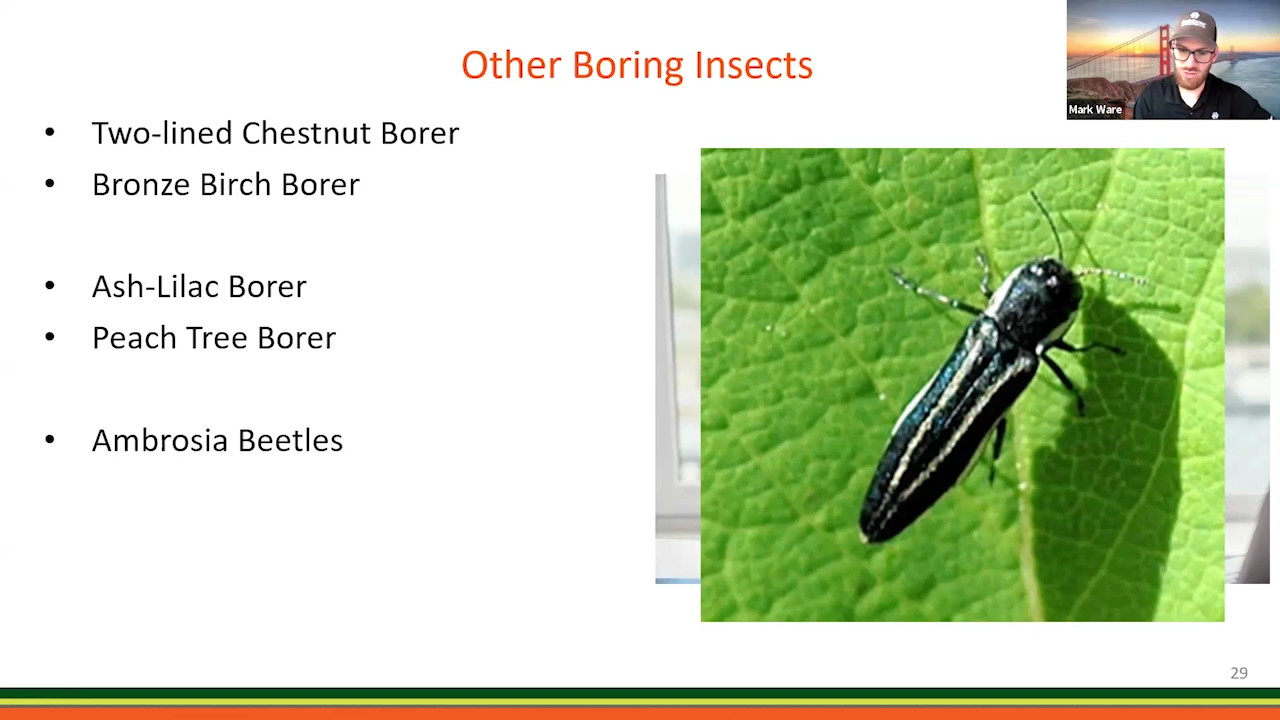 Other Boring Insects
Mark Ware
• Two-lined Chestnut Borer
• Bronze Birch Borer
• Ash-Lilac Borer
• Peach Tree Borer
• Ambrosia Beetles
29